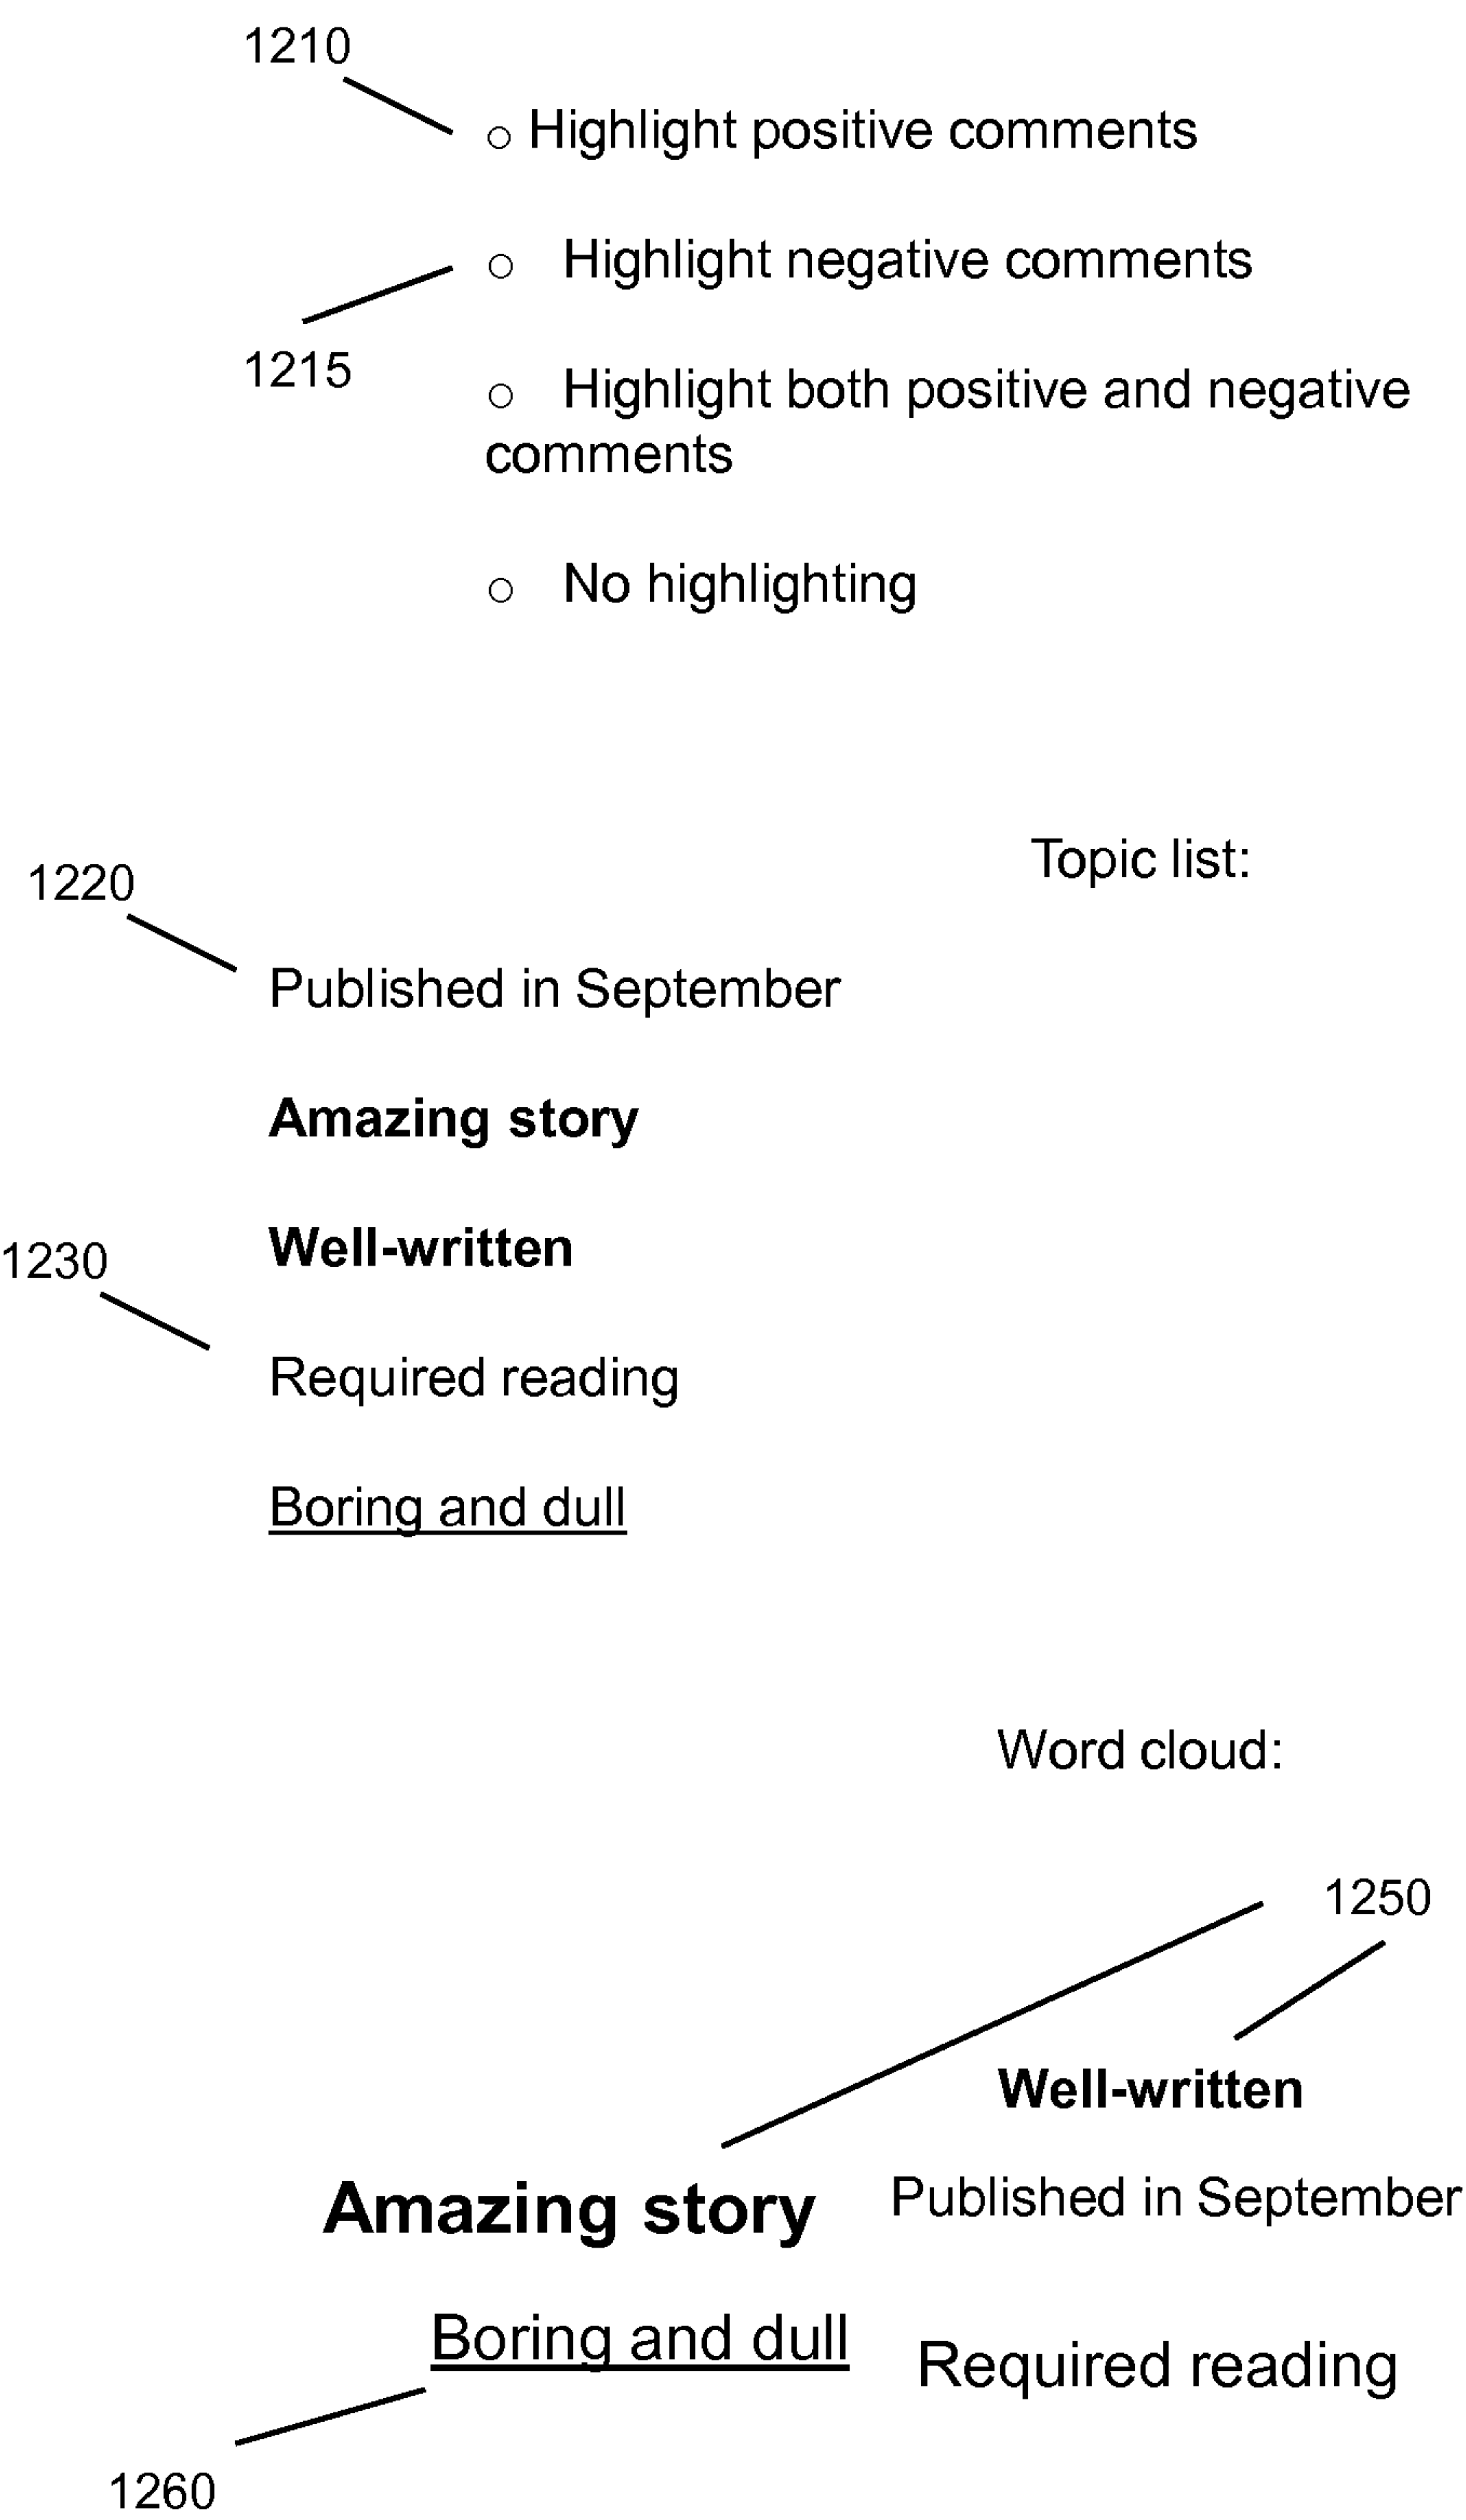 1210
○ Highlight positive comments
○ Highlight negative comments
1215
○ Highlight both positive and negative
comments
○ No highlighting
Topic list:
1220
Published in September
Amazing story
Well-written
1230
Required reading
Boring and dull
Word cloud:
1250
Well-written
Amazing story
Published in September
Boring and dull
Required reading
1260